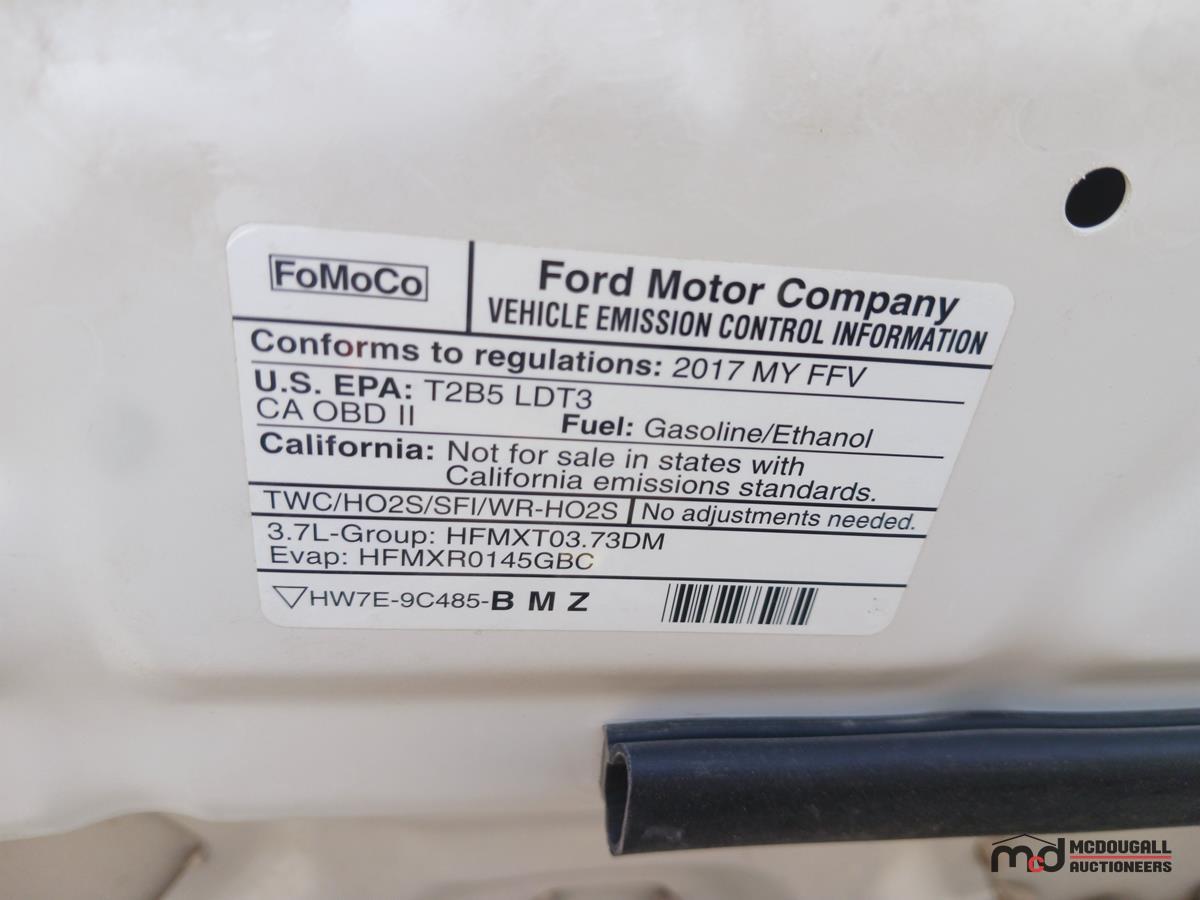 FoMoCo
Ford Motor Company
VEHICLE EMISSION CONTROL INFORMATION
Conforms to regulations: 2017 MY FFV
U.S. EPA: T2B5 LDT3
CA OBD II Fuel: Gasoline/Ethanol
California: Not for sale in states with
California emissions standards.
TWC/HO2S/SFI/WR-HO2S No adjustments needed.
3.7L-Group: HFMXT03.73DM
Evap: HFMXR0145GBC
HW7E-9C485-B M Z
mcd MCDOUGALL
AUCTIONEERS